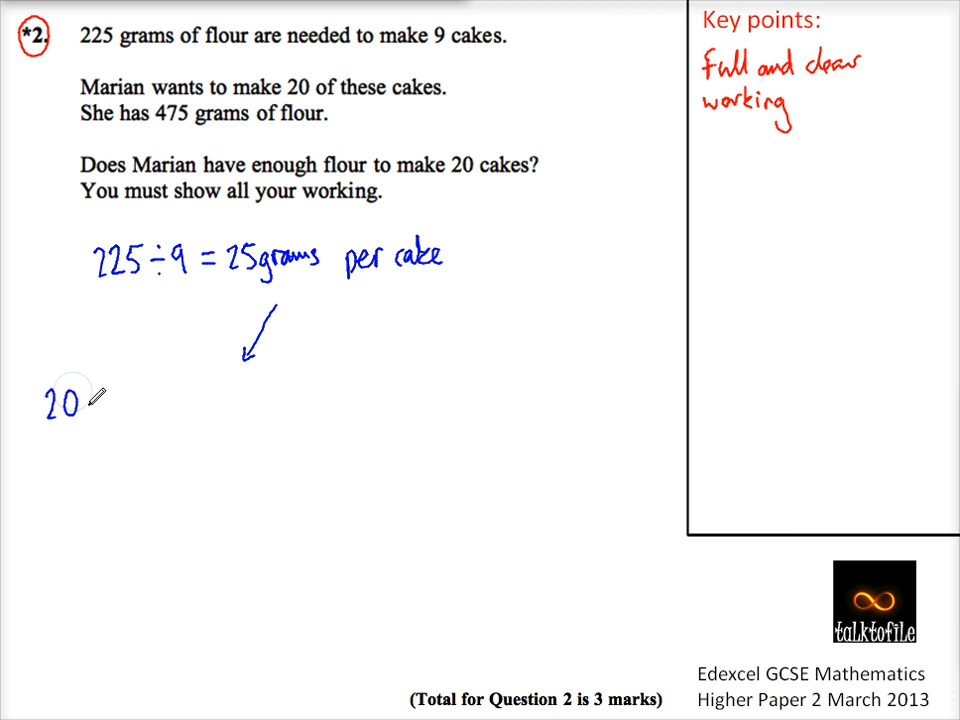 *2. 225 grams of flour are needed to make 9 cakes.
Marian wants to make 20 of these cakes.
She has 475 grams of flour.
Does Marian have enough flour to make 20 cakes?
You must show all your working.
225 ÷ 9 = 25grams per cake
20
(Total for Question 2 is 3 marks)
Key points:
full and clear
working
talktofile
Edexcel GCSE Mathematics
Higher Paper 2 March 2013